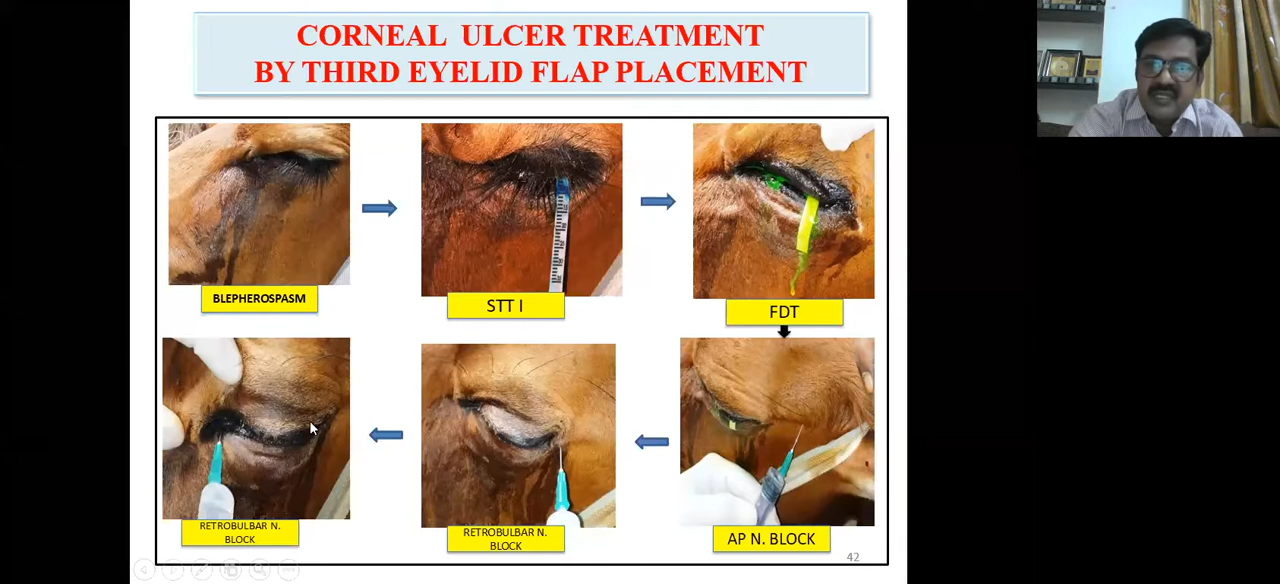 CORNEAL ULCER TREATMENT
BY THIRD EYELID FLAP PLACEMENT
BLEPHEROSPASM
STT I
FDT
RETROBULBAR N.
BLOCK
RETROBULBAR N.
BLOCK
AP N. BLOCK
42